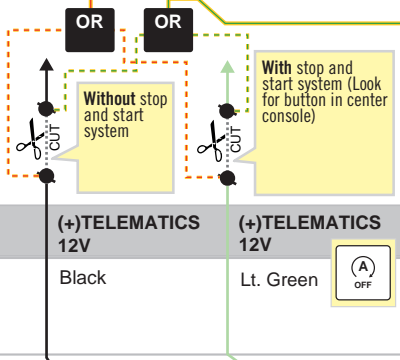 OR
OR
Without stop
and start
system
With stop and
start system (Look
for button in center
console)
CUT
CUT
(+)TELEMATICS
12V
(+)TELEMATICS
12V
Black
Lt. Green
A
OFF